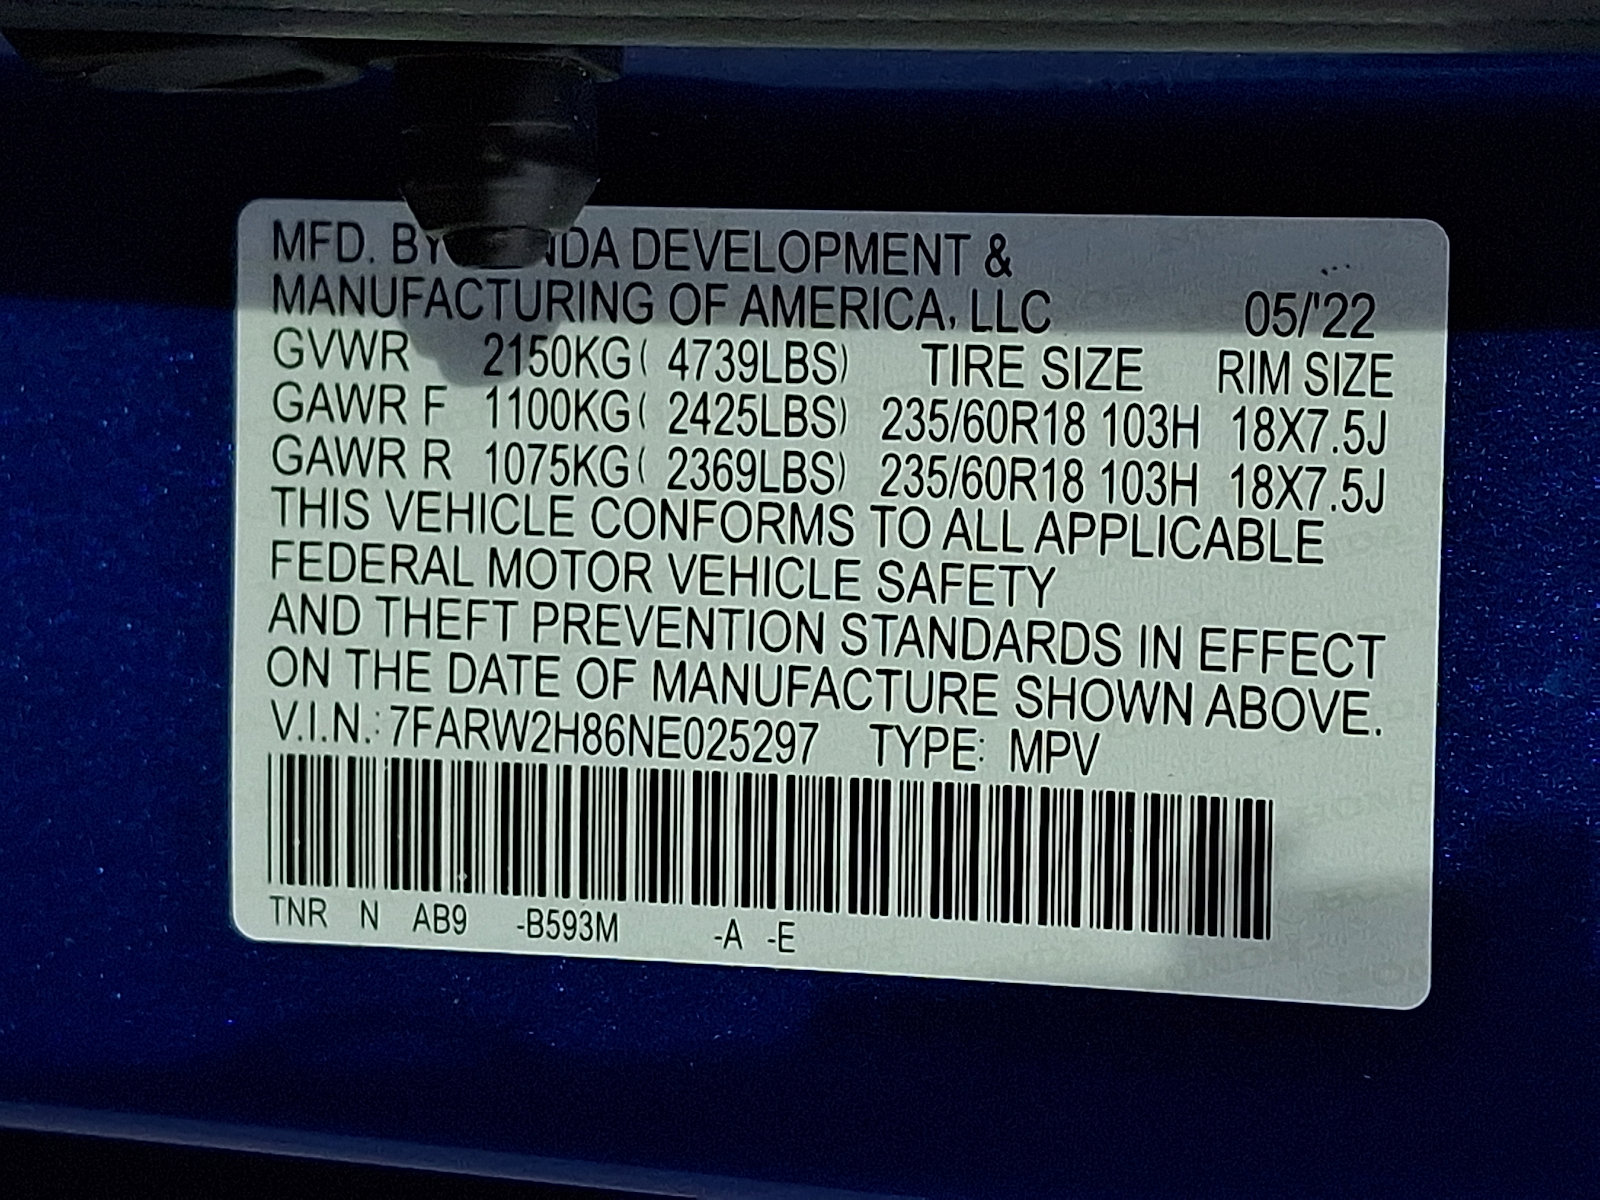 MFD. BY HONDA DEVELOPMENT &
MANUFACTURING OF AMERICA, LLC 05/'22
GVWR 2150KG( 4739LBS) TIRE SIZE RIM SIZE
GAWR F 1100KG( 2425LBS) 235/60R18 103H 18X7.5J
GAWR R 1075KG( 2369LBS) 235/60R18 103H 18X7.5J
THIS VEHICLE CONFORMS TO ALL APPLICABLE
FEDERAL MOTOR VEHICLE SAFETY
AND THEFT PREVENTION STANDARDS IN EFFECT
ON THE DATE OF MANUFACTURE SHOWN ABOVE.
V.I.N.: 7FARW2H86NE025297 TYPE: MPV
TNR N AB9 -B593M -A -E